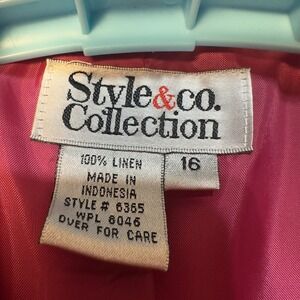 Style&co.
Collection
100% LINEN
16
MADE IN
INDONESIA
STYLE # 6365
WPL 6046
OVER FOR CARE